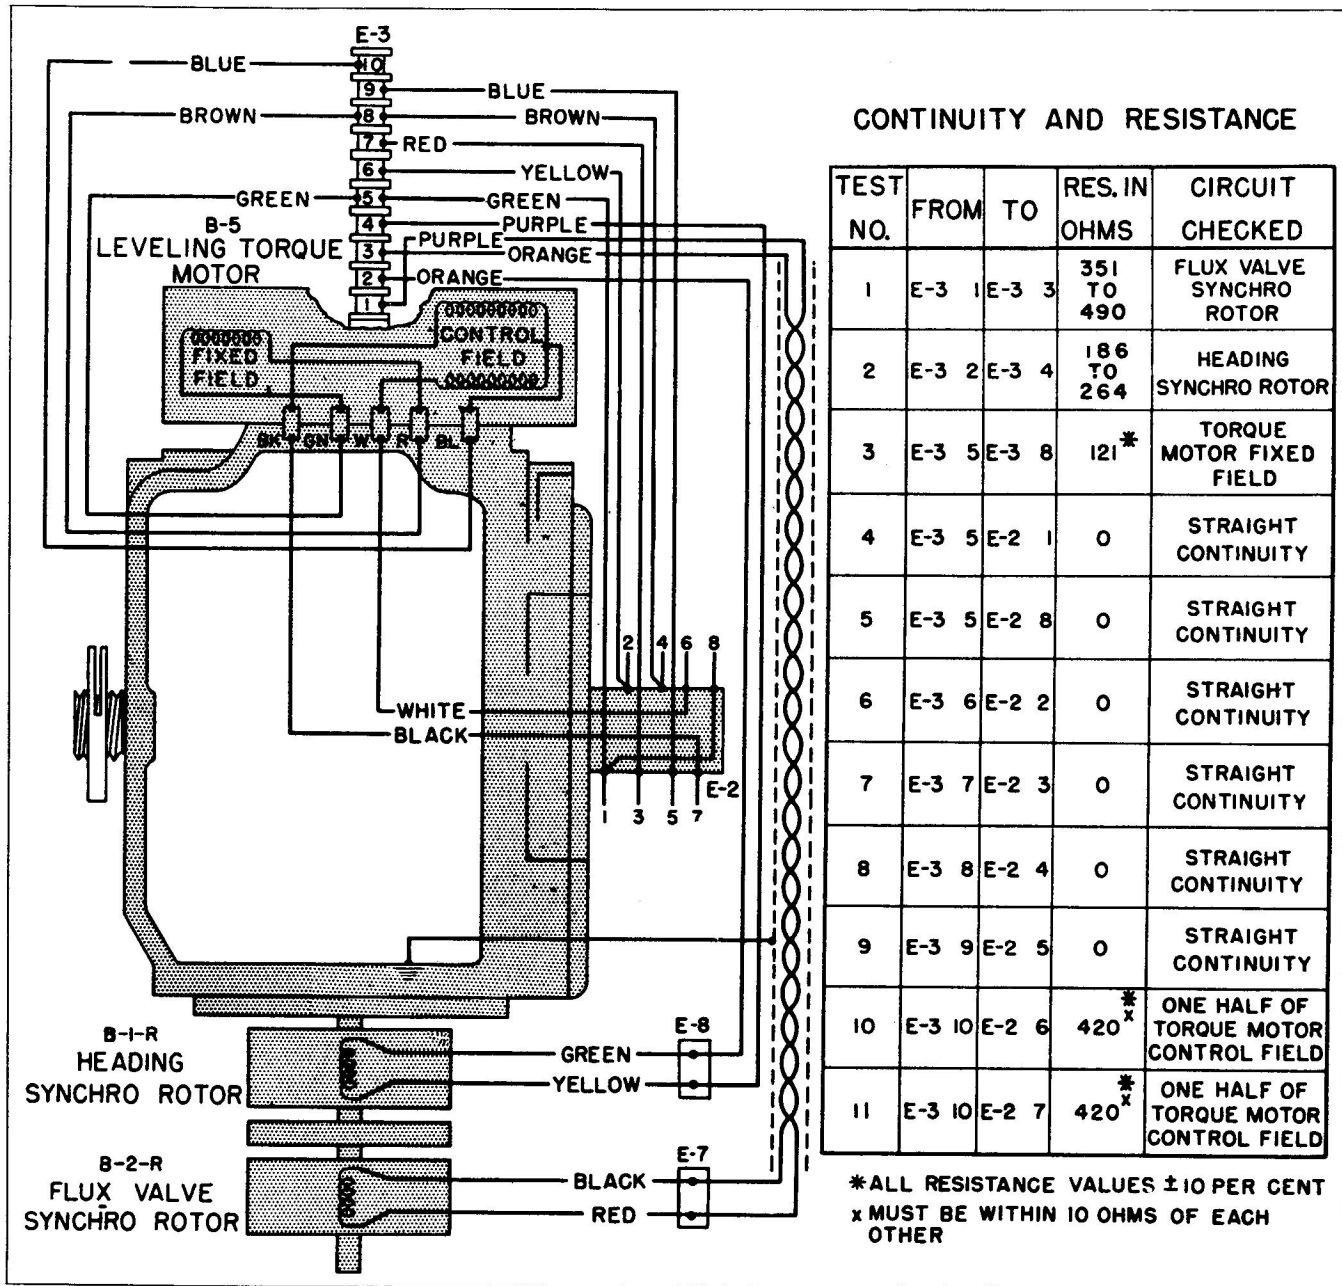 E-3
BLUE
10
9
BLUE
BROWN
8
BROWN
7
RED
6
YELLOW
GREEN
5
GREEN
4
PURPLE
PURPLE
3
ORANGE
2
ORANGE
1
B-5
LEVELING TORQUE
MOTOR
FIXED
FIELD
CONTROL
FIELD
BK GN W R BL
2 4 6 8
WHITE
BLACK
E-2
1 3 5 7
B-1-R
HEADING
SYNCHRO ROTOR
GREEN
YELLOW
E-8
B-2-R
FLUX VALVE
SYNCHRO ROTOR
BLACK
RED
E-7
CONTINUITY AND RESISTANCE
TEST NO. FROM TO RES. IN OHMS CIRCUIT CHECKED
1 E-3 1 E-3 3 351 TO 490 FLUX VALVE SYNCHRO ROTOR
2 E-3 2 E-3 4 186 TO 264 HEADING SYNCHRO ROTOR
3 E-3 5 E-3 8 121* TORQUE MOTOR FIXED FIELD
4 E-3 5 E-2 1 0 STRAIGHT CONTINUITY
5 E-3 5 E-2 8 0 STRAIGHT CONTINUITY
6 E-3 6 E-2 2 0 STRAIGHT CONTINUITY
7 E-3 7 E-2 3 0 STRAIGHT CONTINUITY
8 E-3 8 E-2 4 0 STRAIGHT CONTINUITY
9 E-3 9 E-2 5 0 STRAIGHT CONTINUITY
10 E-3 10 E-2 6 420*x ONE HALF OF TORQUE MOTOR CONTROL FIELD
11 E-3 10 E-2 7 420*x ONE HALF OF TORQUE MOTOR CONTROL FIELD
*ALL RESISTANCE VALUES ±10 PER CENT
x MUST BE WITHIN 10 OHMS OF EACH
OTHER